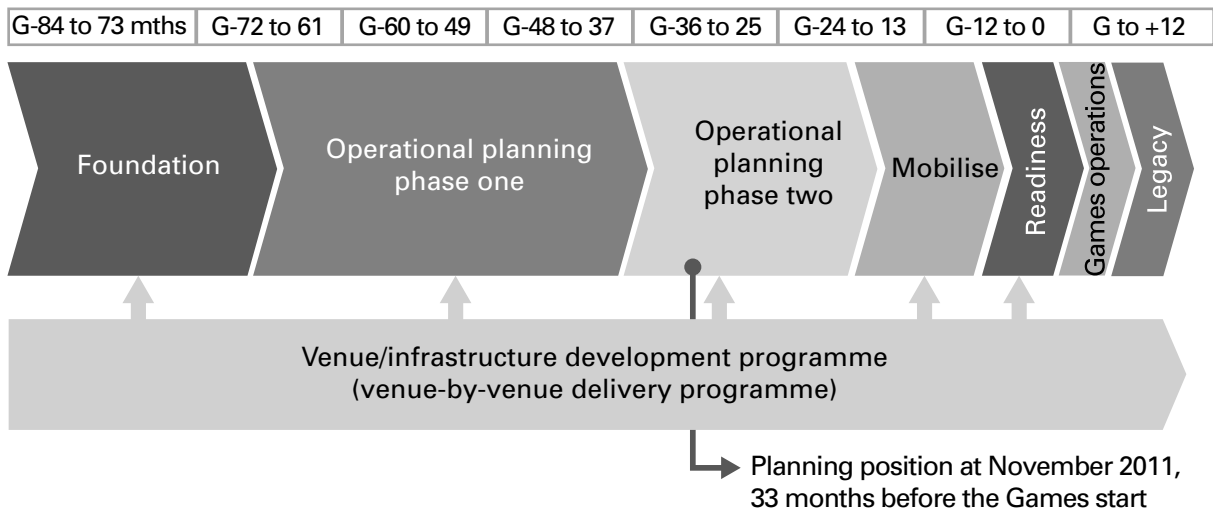 G-84 to 73 mths G-72 to 61 G-60 to 49 G-48 to 37 G-36 to 25 G-24 to 13 G-12 to 0 G to +12
Foundation
Operational planning
phase one
Operational
planning
phase two
Mobilise
Readiness
Games operations
Legacy
Venue/infrastructure development programme
(venue-by-venue delivery programme)
Planning position at November 2011,
33 months before the Games start